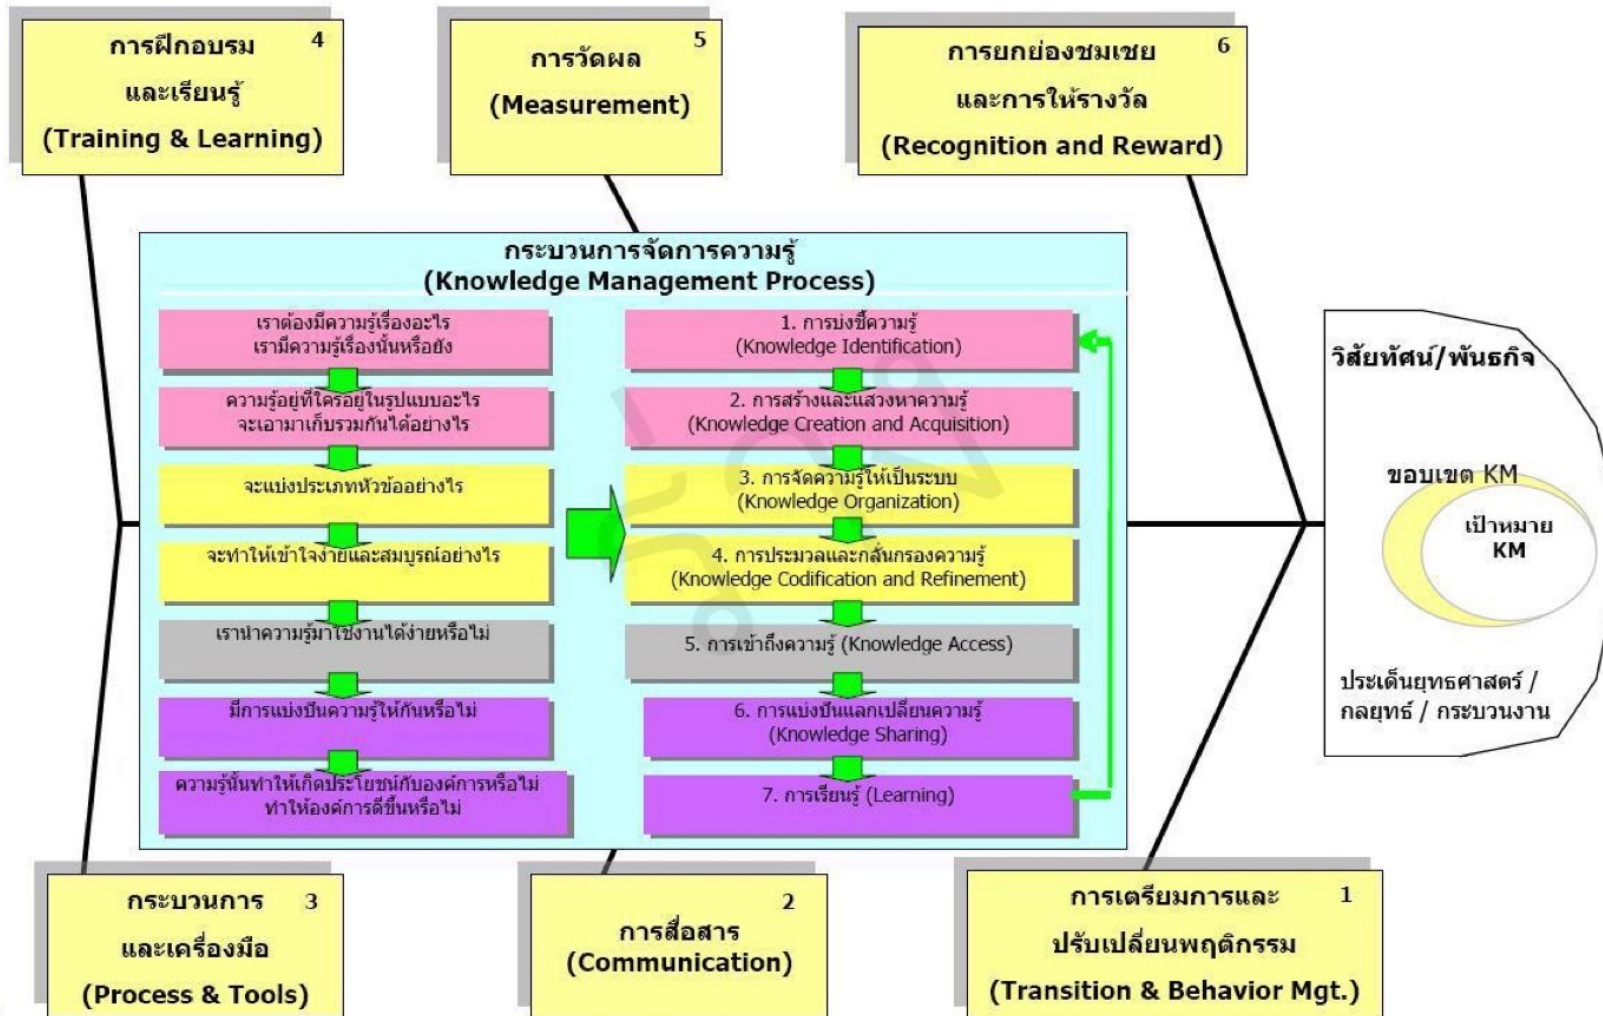 การฝึกอบรม 4
และเรียนรู้
(Training & Learning)
การวัดผล 5
(Measurement)
การยกย่องชมเชย 6
และการให้รางวัล
(Recognition and Reward)
กระบวนการจัดการความรู้
(Knowledge Management Process)
เราต้องมีความรู้เรื่องอะไร
เรามีความรู้เรื่องนั้นหรือยัง
ความรู้อยู่ที่ใครอยู่ในรูปแบบอะไร
จะเอามาเก็บรวมกันได้อย่างไร
จะแบ่งประเภทหัวข้ออย่างไร
จะทำให้เข้าใจง่ายและสมบูรณ์อย่างไร
เรานำความรู้มาใช้งานได้ง่ายหรือไม่
มีการแบ่งปันความรู้ให้กันหรือไม่
ความรู้นั้นทำให้เกิดประโยชน์กับองค์การหรือไม่
ทำให้องค์การดีขึ้นหรือไม่
1. การบ่งชี้ความรู้
(Knowledge Identification)
2. การสร้างและแสวงหาความรู้
(Knowledge Creation and Acquisition)
3. การจัดความรู้ให้เป็นระบบ
(Knowledge Organization)
4. การประมวลและกลั่นกรองความรู้
(Knowledge Codification and Refinement)
5. การเข้าถึงความรู้ (Knowledge Access)
6. การแบ่งปันแลกเปลี่ยนความรู้
(Knowledge Sharing)
7. การเรียนรู้ (Learning)
วิสัยทัศน์/พันธกิจ
ขอบเขต KM
เป้าหมาย
KM
ประเด็นยุทธศาสตร์ /
กลยุทธ์ / กระบวนงาน
กระบวนการ 3
และเครื่องมือ
(Process & Tools)
2
การสื่อสาร
(Communication)
การเตรียมการและ 1
ปรับเปลี่ยนพฤติกรรม
(Transition & Behavior Mgt.)